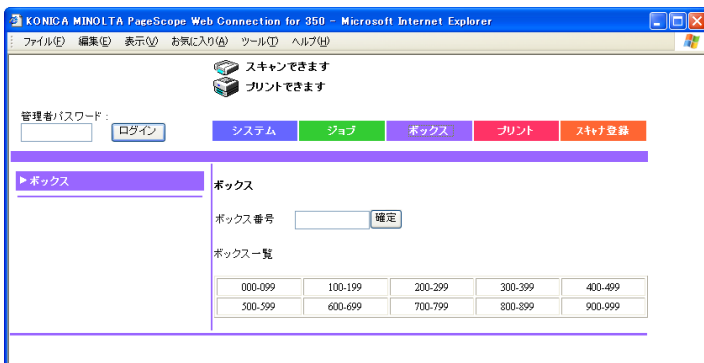 KONICA MINOLTA PageScope Web Connection for 350 - Microsoft Internet Explorer
ファイル(F) 編集(E) 表示(V) お気に入り(A) ツール(T) ヘルプ(H)
スキャンできます
プリントできます
管理者パスワード:
ログイン
システム ジョブ ボックス プリント スキャナ登録
▶ボックス
ボックス
ボックス番号 確定
ボックス一覧
000-099 100-199 200-299 300-399 400-499
500-599 600-699 700-799 800-899 900-999